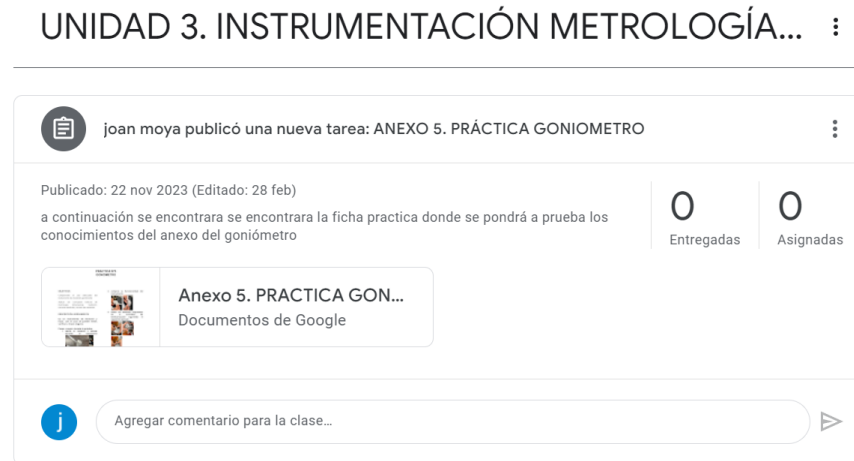 UNIDAD 3. INSTRUMENTACIÓN METROLOGÍA...
joan moya publicó una nueva tarea: ANEXO 5. PRÁCTICA GONIOMETRO
Publicado: 22 nov 2023 (Editado: 28 feb)
a continuación se encontrara se encontrara la ficha practica donde se pondrá a prueba los
conocimientos del anexo del goniómetro
0
Entregadas
0
Asignadas
Anexo 5. PRACTICA GON...
Documentos de Google
j
Agregar comentario para la clase...